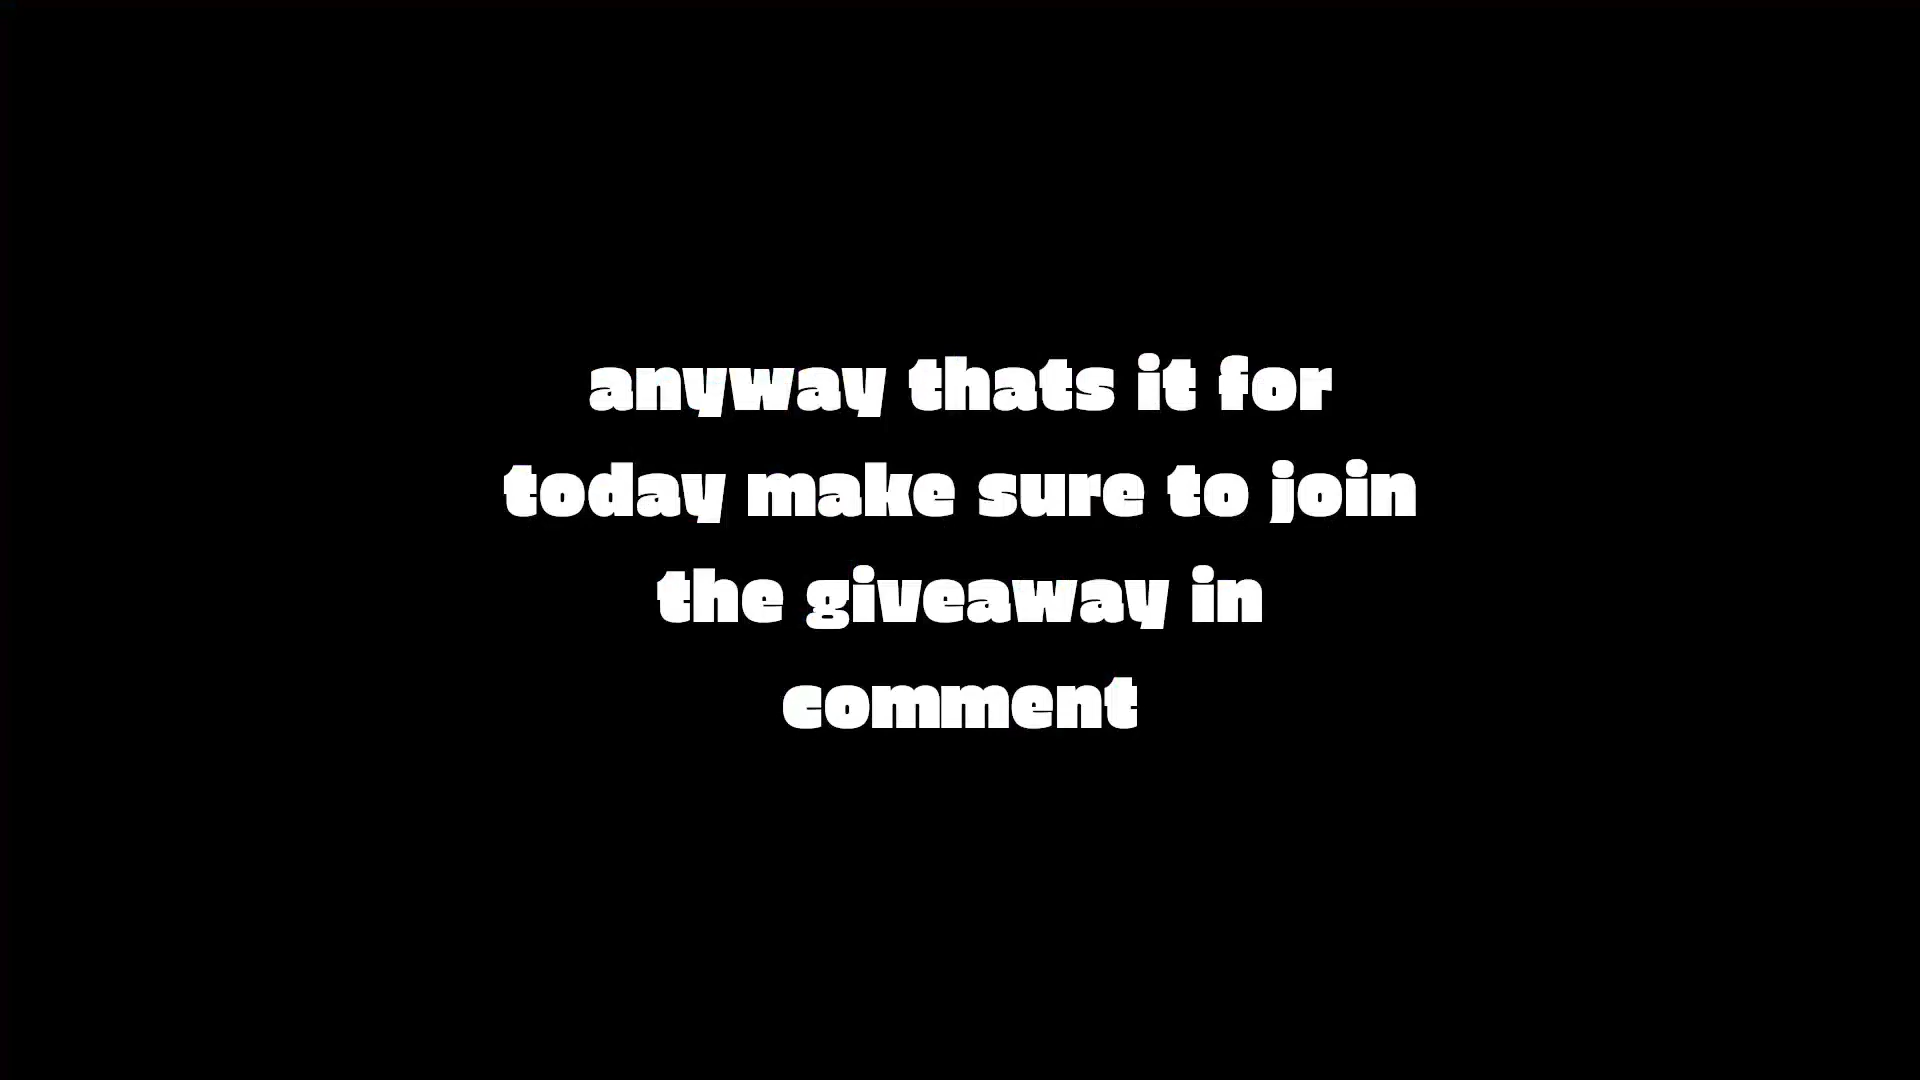 anyway thats it for
today make sure to join
the giveaway in
comment